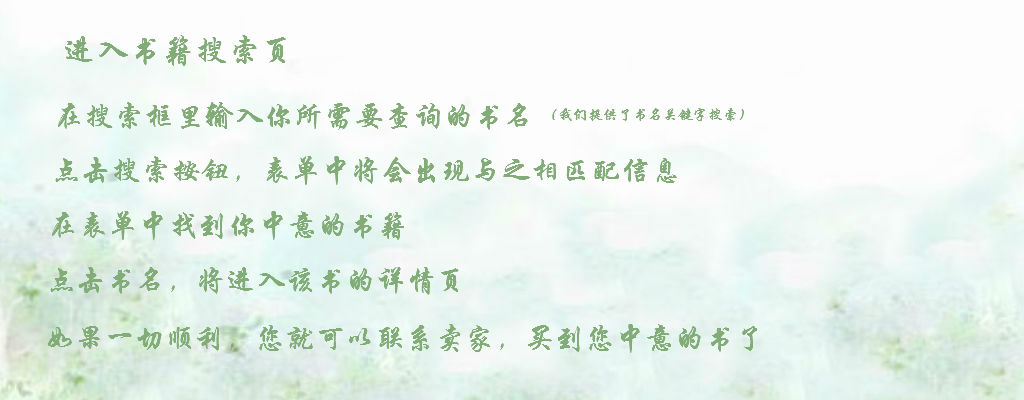 进入书籍搜索页
在搜索框里输入你所需要查询的书名 （我们提供了书名关键字搜索）
点击搜索按钮，表单中将会出现与之相匹配信息
在表单中找到你中意的书籍
点击书名，将进入该书的详情页
如果一切顺利，您就可以联系卖家，买到您中意的书了